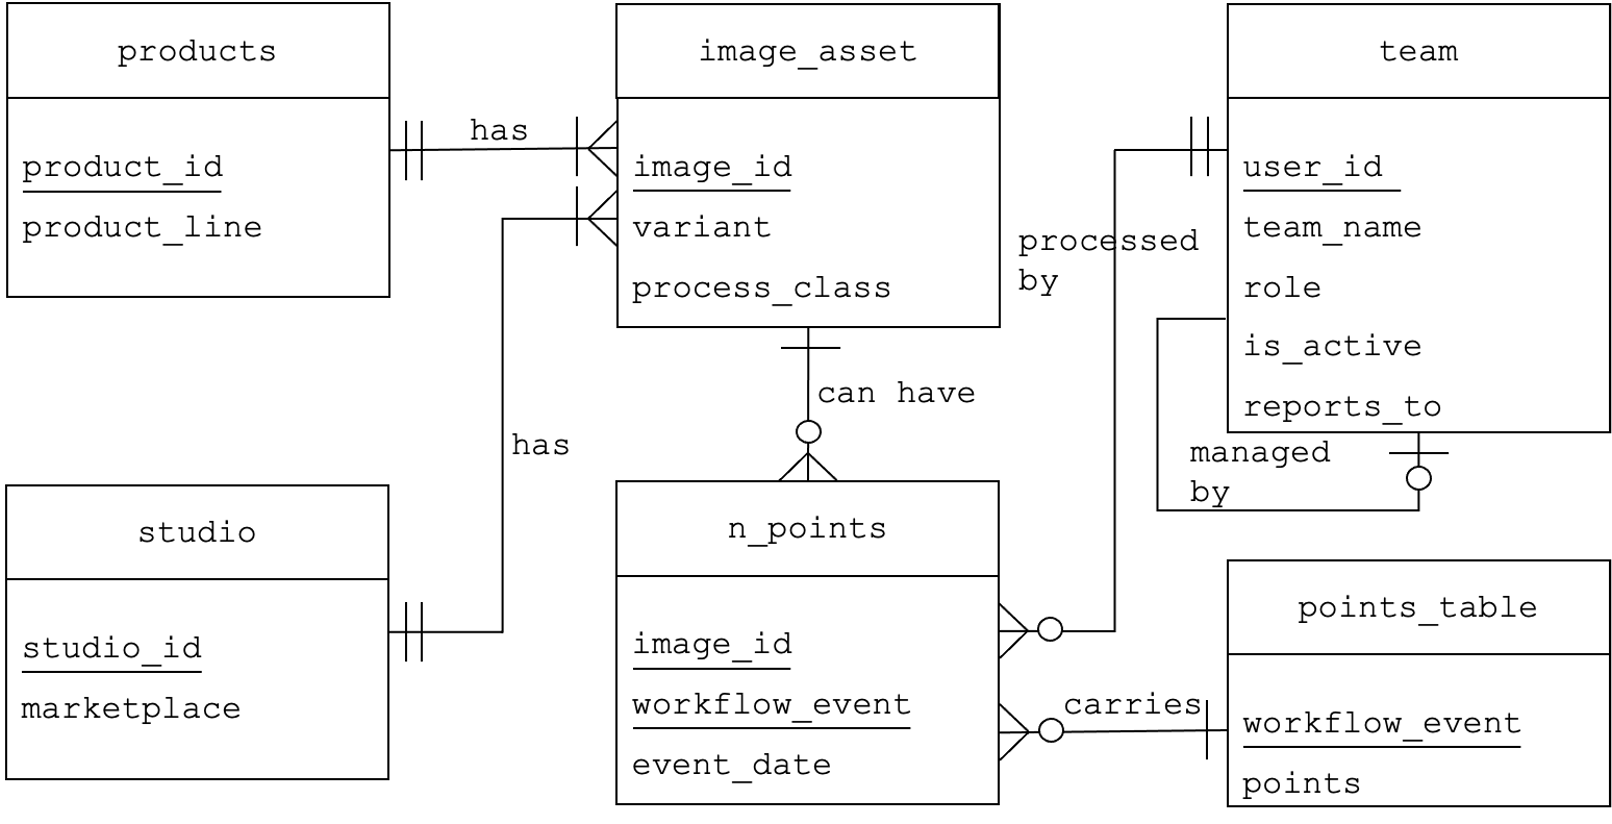 products
product_id
product_line
has
image_asset
image_id
variant
process_class
team
user_id
team_name
role
is_active
reports_to
processed
by
managed
by
can have
has
studio
studio_id
marketplace
n_points
image_id
workflow_event
event_date
carries
points_table
workflow_event
points